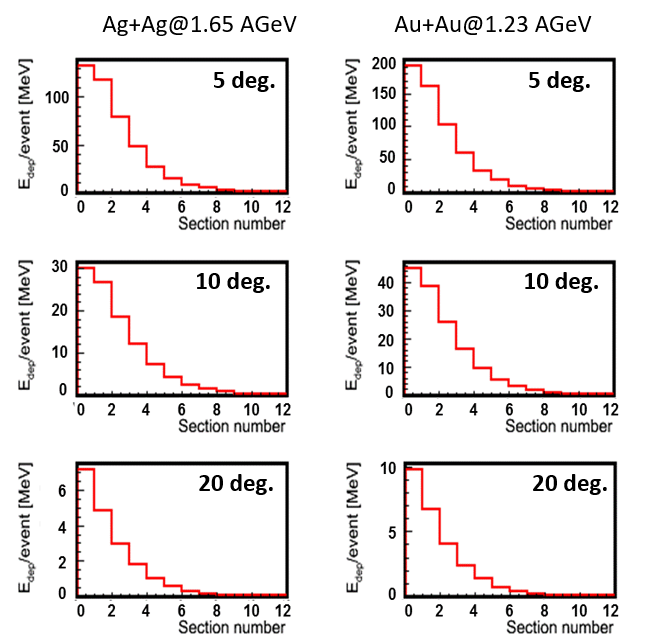 Ag+Ag@1.65 AGeV
Au+Au@1.23 AGeV
5 deg.
E_dep/event [MeV]
100
50
0
0 2 4 6 8 10 12
Section number
5 deg.
E_dep/event [MeV]
200
150
100
50
0
0 2 4 6 8 10 12
Section number
10 deg.
E_dep/event [MeV]
30
20
10
0
0 2 4 6 8 10 12
Section number
10 deg.
E_dep/event [MeV]
40
30
20
10
0
0 2 4 6 8 10 12
Section number
20 deg.
E_dep/event [MeV]
6
4
2
0
0 2 4 6 8 10 12
Section number
20 deg.
E_dep/event [MeV]
10
5
0
0 2 4 6 8 10 12
Section number